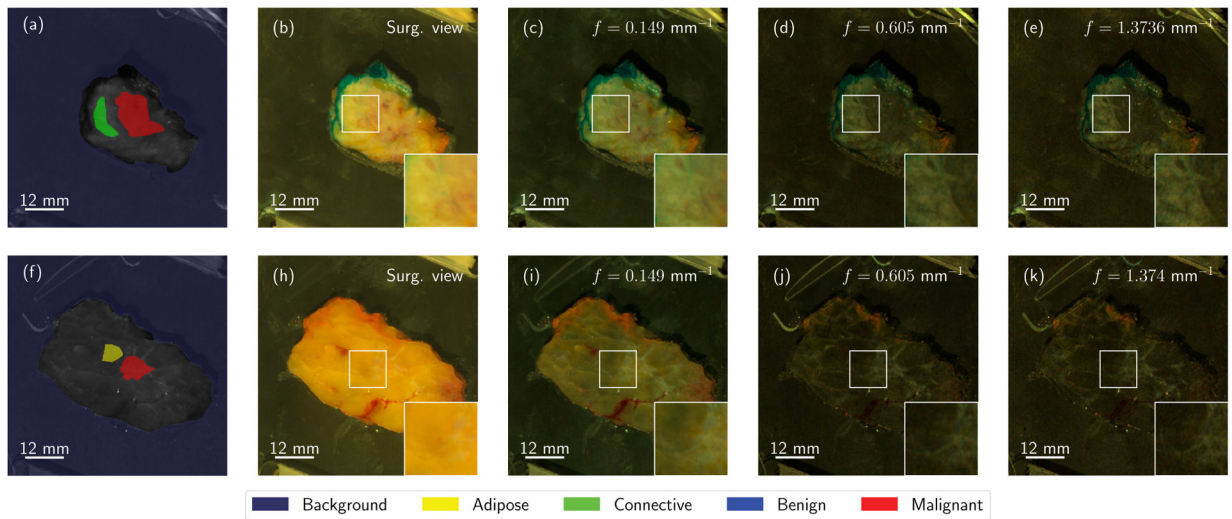 (a)
(b)
Surg. view
(c)
f = 0.149 mm⁻¹
(d)
f = 0.605 mm⁻¹
(e)
f = 1.3736 mm⁻¹
12 mm
12 mm
12 mm
12 mm
12 mm
(f)
(h)
Surg. view
(i)
f = 0.149 mm⁻¹
(j)
f = 0.605 mm⁻¹
(k)
f = 1.374 mm⁻¹
12 mm
12 mm
12 mm
12 mm
12 mm
Background
Adipose
Connective
Benign
Malignant